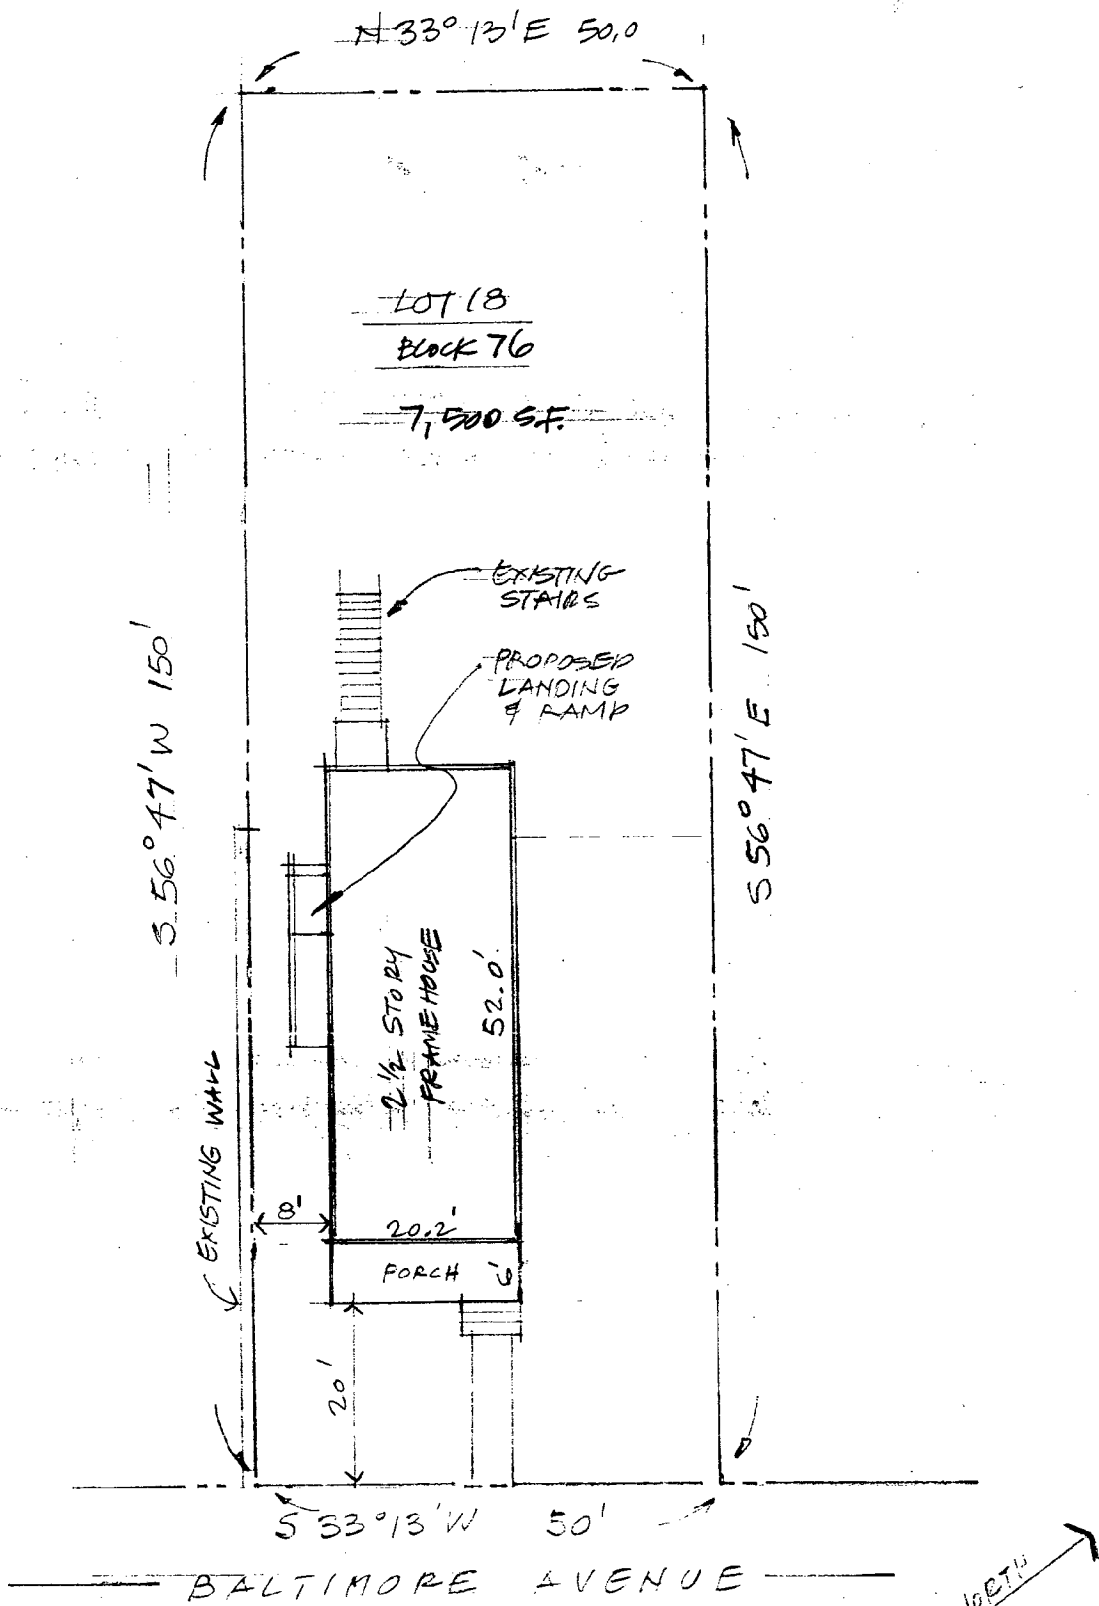 N 33° 13' E 50.0
LOT 18
BLOCK 76
7,500 S.F.
EXISTING
STAIRS
PROPOSED
LANDING
& RAMP
S 56° 47' W 150'
S 56° 47' E 150'
2 1/2 STORY
FRAME HOUSE
52.0'
EXISTING WALL
8'
20.2'
PORCH
6'
20'
S 33° 13' W 50'
BALTIMORE AVENUE
NORTH